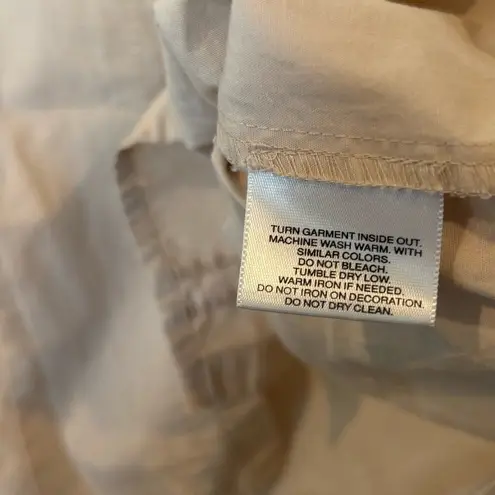 TURN GARMENT INSIDE OUT.
MACHINE WASH WARM. WITH
SIMILAR COLORS.
DO NOT BLEACH.
TUMBLE DRY LOW.
WARM IRON IF NEEDED.
DO NOT IRON ON DECORATION.
DO NOT DRY CLEAN.